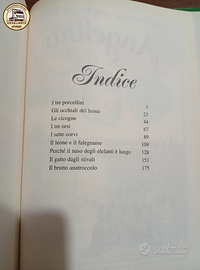 Indice
I tre porcellini 3
Gli occhiali del leone 23
Le cicogne 44
I tre orsi 67
I sette corvi 89
Il leone e il falegname 109
Perché il naso degli elefanti è lungo 128
Il gatto dagli stivali 151
Il brutto anatroccolo 175
SUBITO